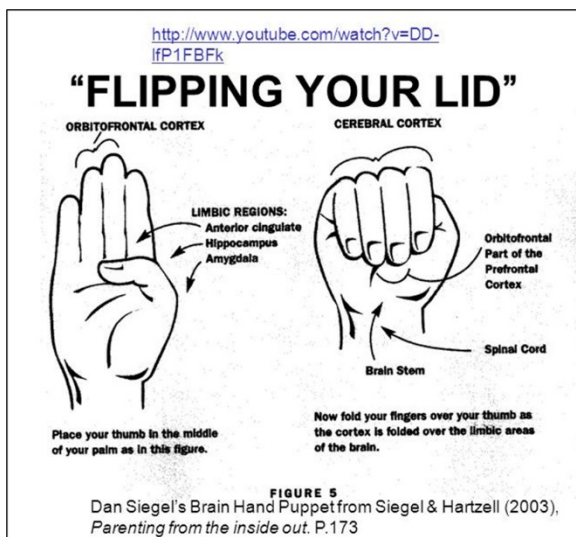 http://www.youtube.com/watch?v=DD-
lfP1FBFk
“FLIPPING YOUR LID”
ORBITOFRONTAL CORTEX
LIMBIC REGIONS:
Anterior cingulate
Hippocampus
Amygdala
Place your thumb in the middle
of your palm as in this figure.
CEREBRAL CORTEX
Orbitofrontal
Part of the
Prefrontal
Cortex
Spinal Cord
Brain Stem
Now fold your fingers over your thumb as
the cortex is folded over the limbic areas
of the brain.
FIGURE 5
Dan Siegel's Brain Hand Puppet from Siegel & Hartzell (2003),
Parenting from the inside out. P.173